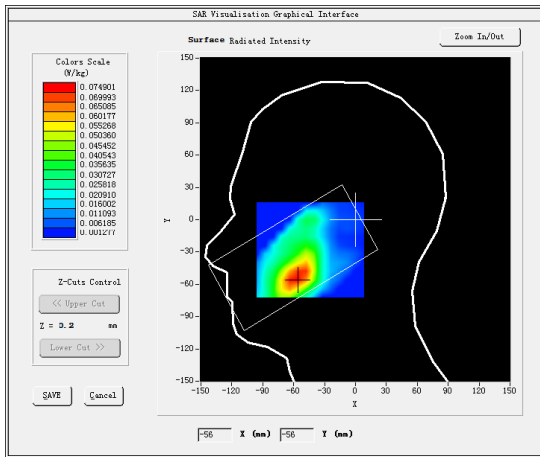 SAR Visualisation Graphical Interface
Surface Radiated Intensity
Zoom In/Out
Colors Scale
(W/kg)
0.074901
0.069993
0.065085
0.060177
0.055268
0.050360
0.045452
0.040543
0.035635
0.030727
0.025818
0.020910
0.016002
0.011093
0.006185
0.001277
Z-Cuts Control
<< Upper Cut
Z = 0.2 mm
Lower Cut >>
SAVE
Cancel
150
120
90
60
30
0
-30
-60
-90
-120
-150
Y
-150 -120 -90 -60 -30 0 30 60 90 120 150
X
-56 X (mm) -56 Y (mm)